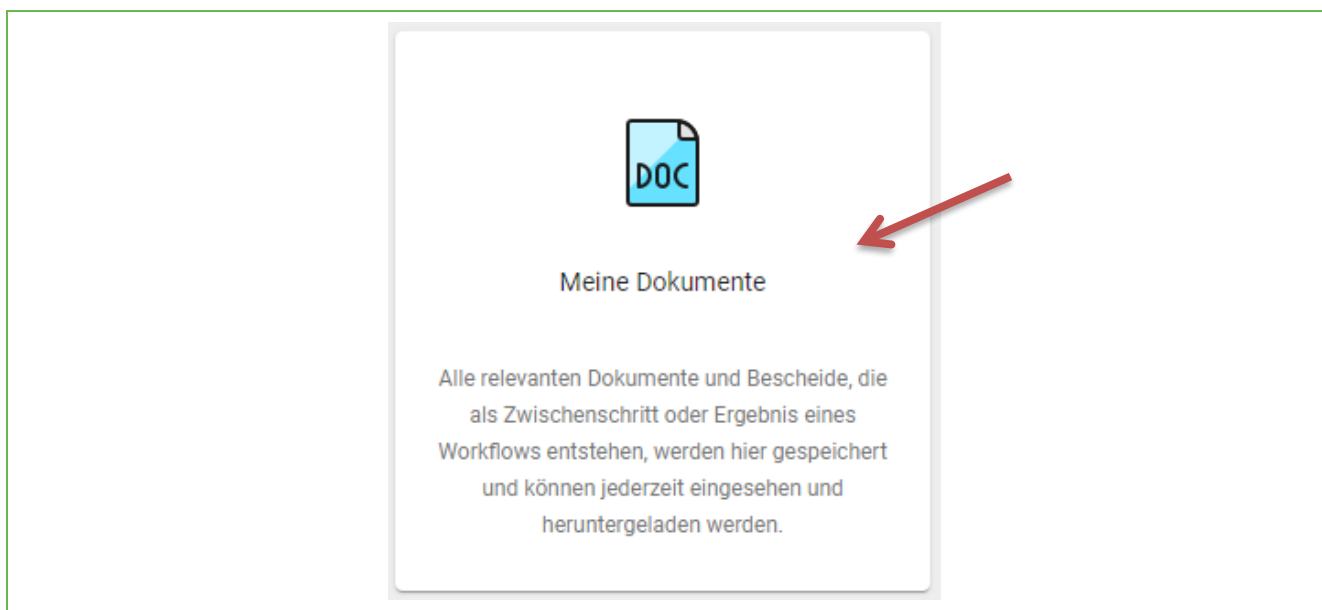 DOC
Meine Dokumente
Alle relevanten Dokumente und Bescheide, die
als Zwischenschritt oder Ergebnis eines
Workflows entstehen, werden hier gespeichert
und können jederzeit eingesehen und
heruntergeladen werden.